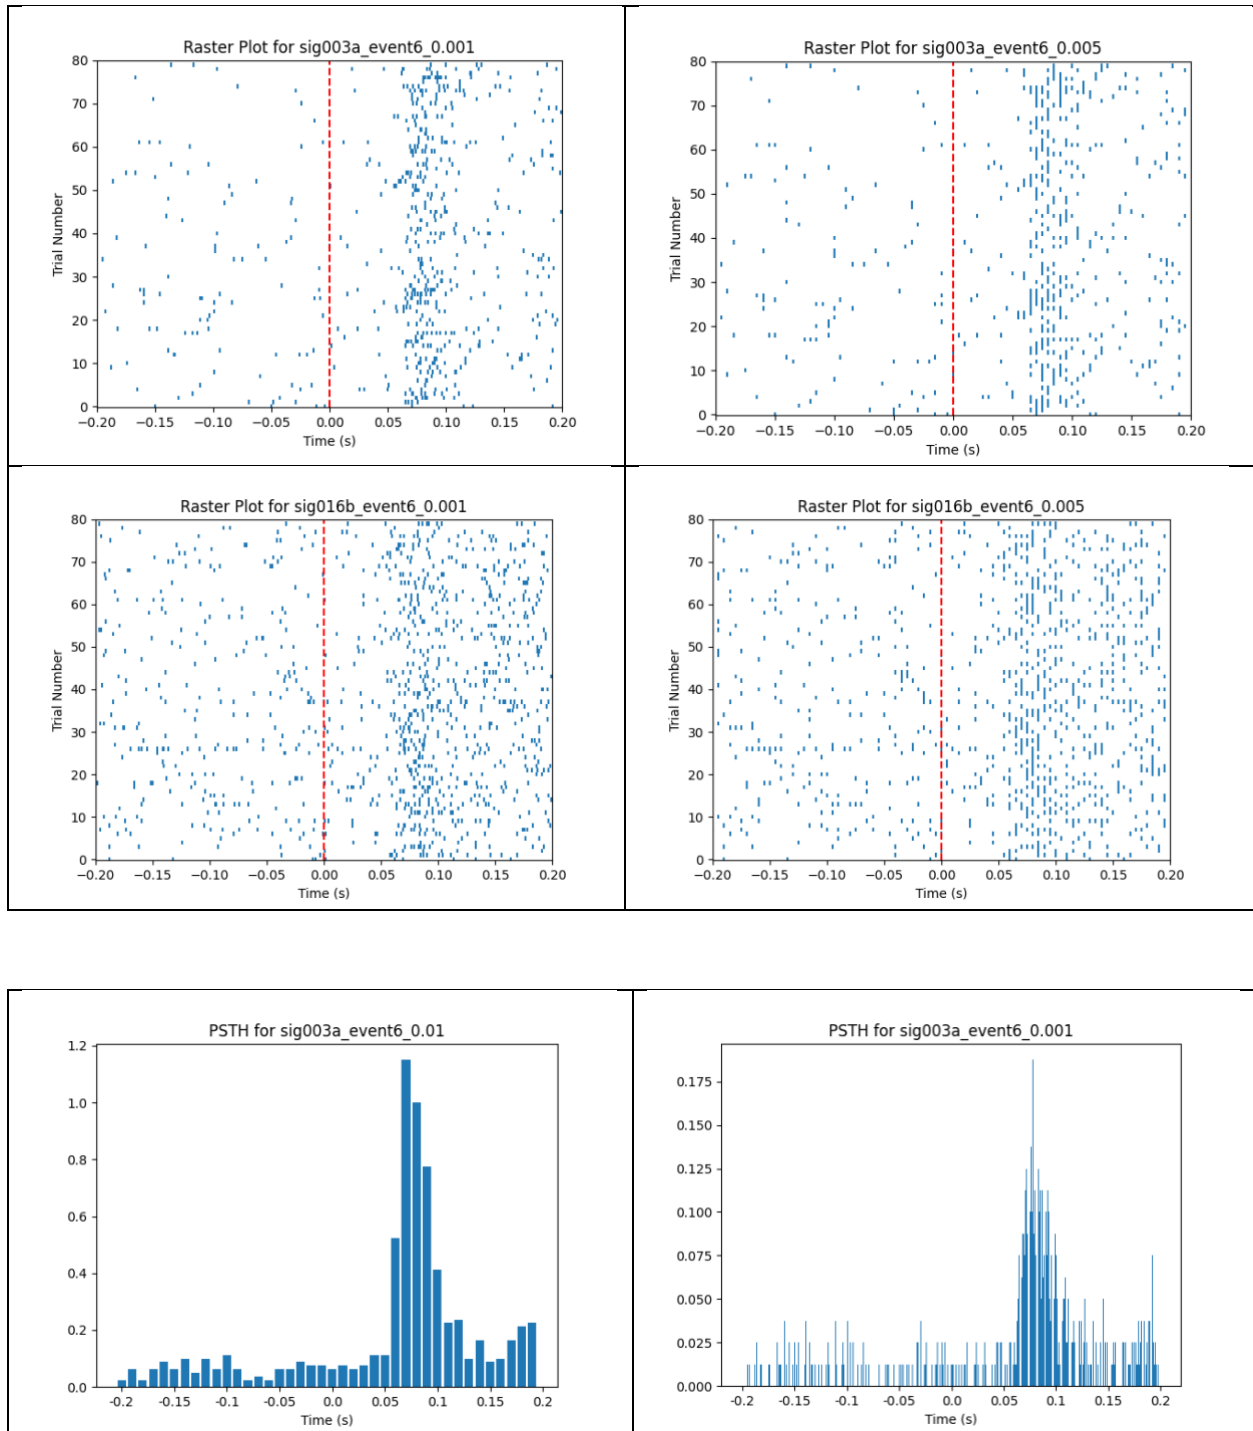 Raster Plot for sig003a_event6_0.001
Trial Number
80
70
60
50
40
30
20
10
0
−0.20 −0.15 −0.10 −0.05 0.00 0.05 0.10 0.15 0.20
Time (s)
Raster Plot for sig003a_event6_0.005
Trial Number
80
70
60
50
40
30
20
10
0
−0.20 −0.15 −0.10 −0.05 0.00 0.05 0.10 0.15 0.20
Time (s)
Raster Plot for sig016b_event6_0.001
Trial Number
80
70
60
50
40
30
20
10
0
−0.20 −0.15 −0.10 −0.05 0.00 0.05 0.10 0.15 0.20
Time (s)
Raster Plot for sig016b_event6_0.005
Trial Number
80
70
60
50
40
30
20
10
0
−0.20 −0.15 −0.10 −0.05 0.00 0.05 0.10 0.15 0.20
Time (s)
PSTH for sig003a_event6_0.01
1.2
1.0
0.8
0.6
0.4
0.2
0.0
-0.2 -0.15 -0.1 -0.05 0.0 0.05 0.1 0.15 0.2
Time (s)
PSTH for sig003a_event6_0.001
0.175
0.150
0.125
0.100
0.075
0.050
0.025
0.000
-0.2 -0.15 -0.1 -0.05 0.0 0.05 0.1 0.15 0.2
Time (s)